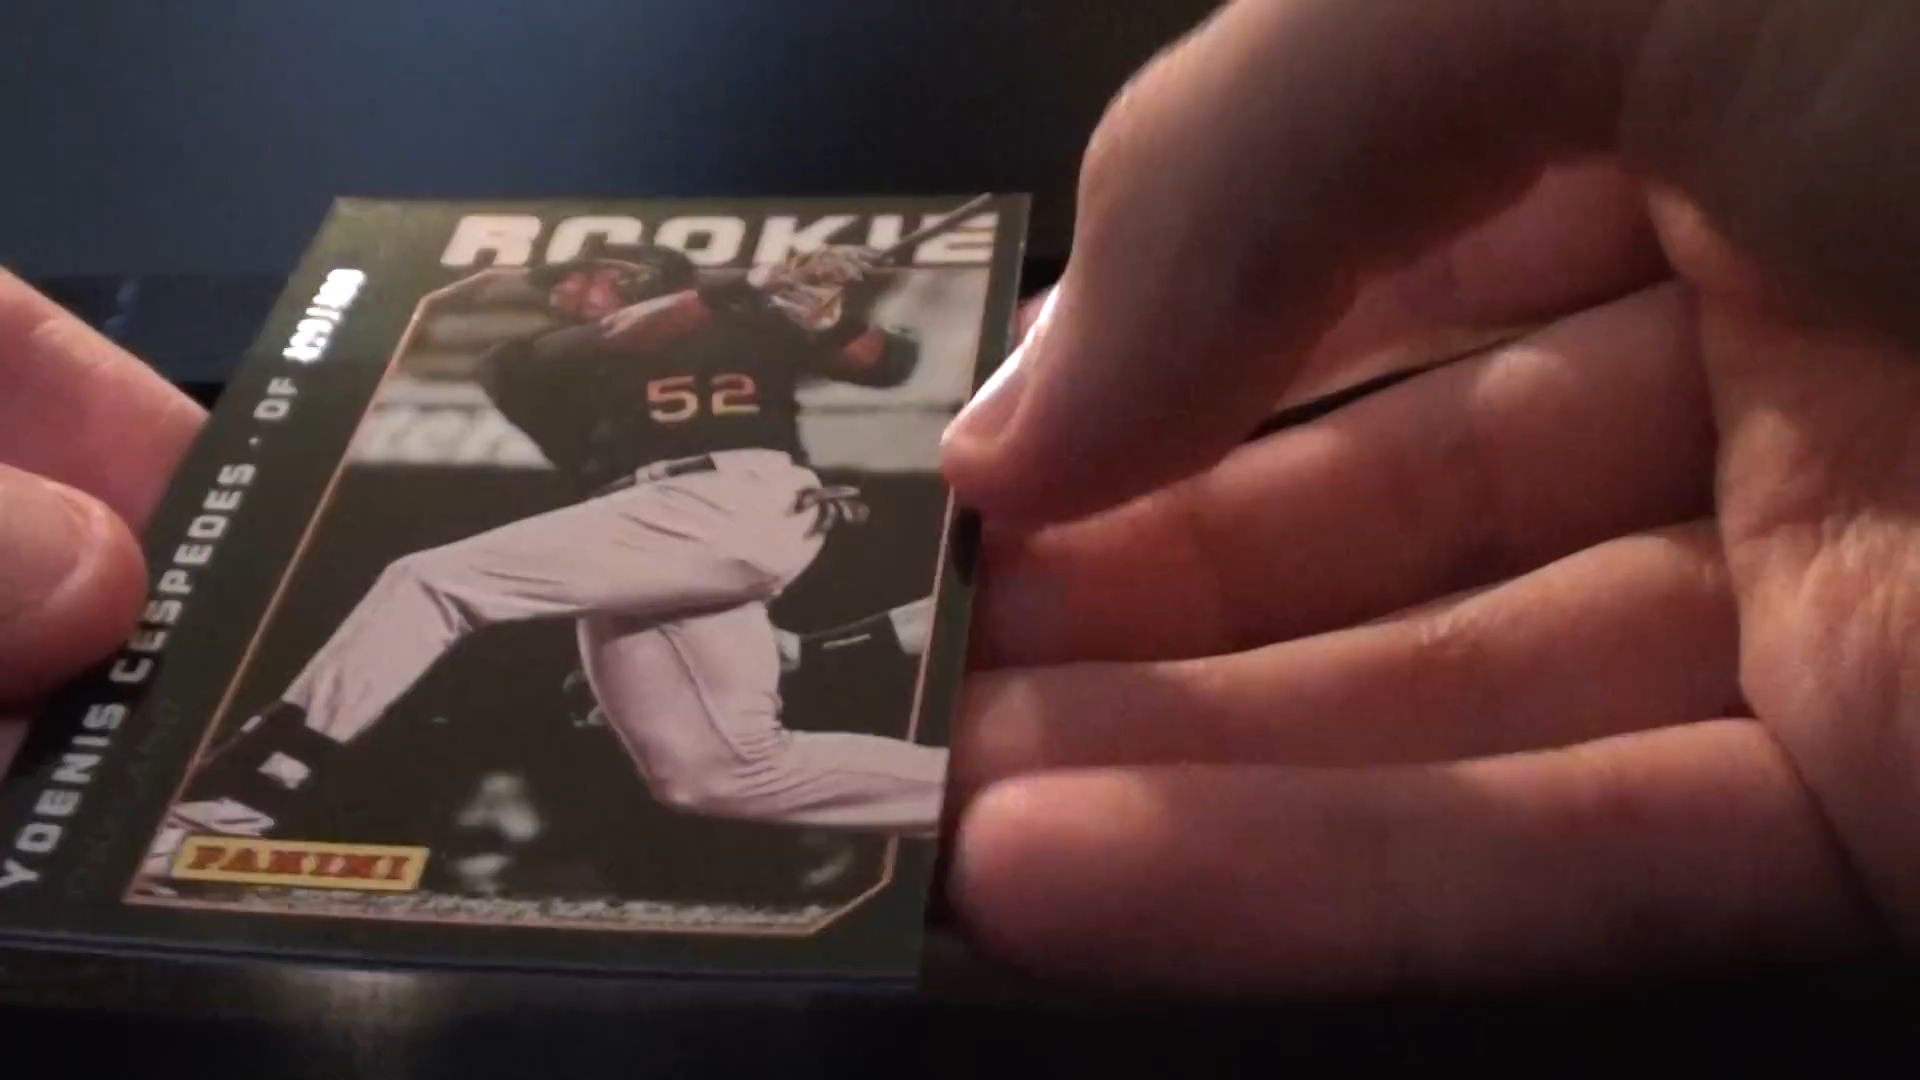 ROOKIE
YOENIS CESPEDES · OF
52
PANINI